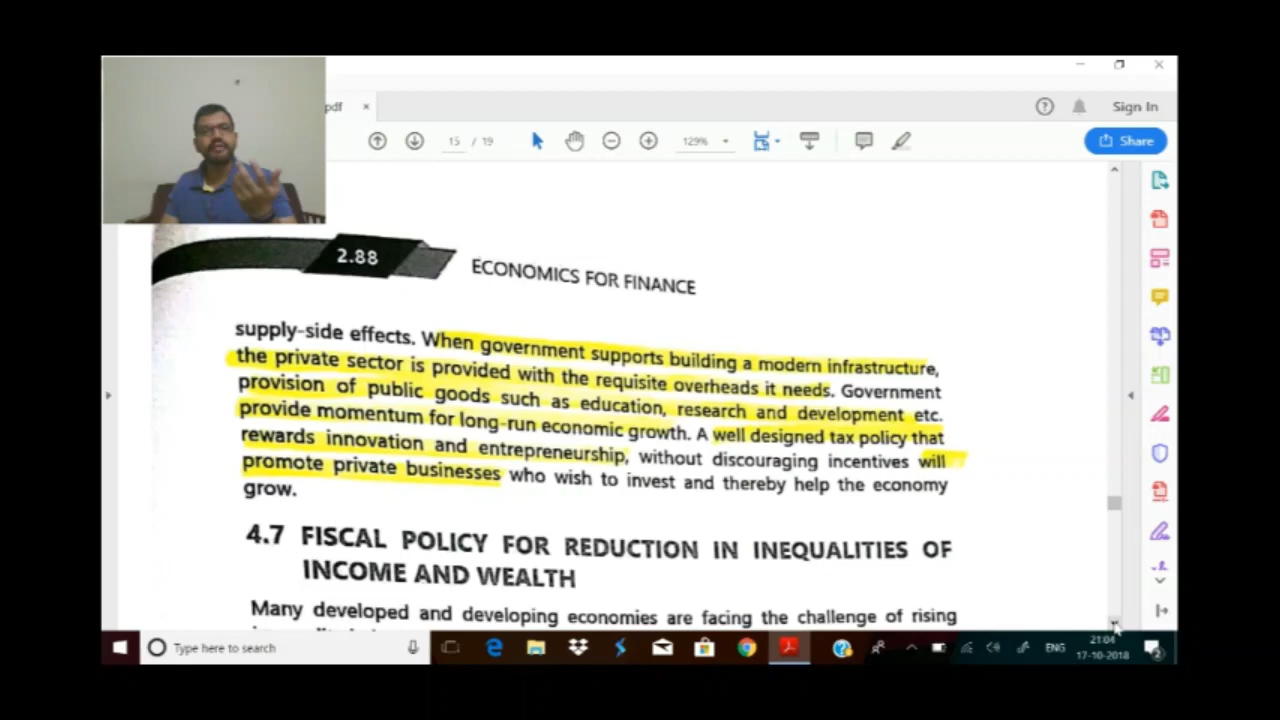 pdf
Sign In
15 / 19
129%
Share
2.88
ECONOMICS FOR FINANCE
supply-side effects. When government supports building a modern infrastructure,
the private sector is provided with the requisite overheads it needs. Government
provision of public goods such as education, research and development etc.
provide momentum for long-run economic growth. A well designed tax policy that
rewards innovation and entrepreneurship, without discouraging incentives will
promote private businesses who wish to invest and thereby help the economy
grow.
4.7 FISCAL POLICY FOR REDUCTION IN INEQUALITIES OF
INCOME AND WEALTH
Many developed and developing economies are facing the challenge of rising
Type here to search
ENG
21:04
17-10-2018
2